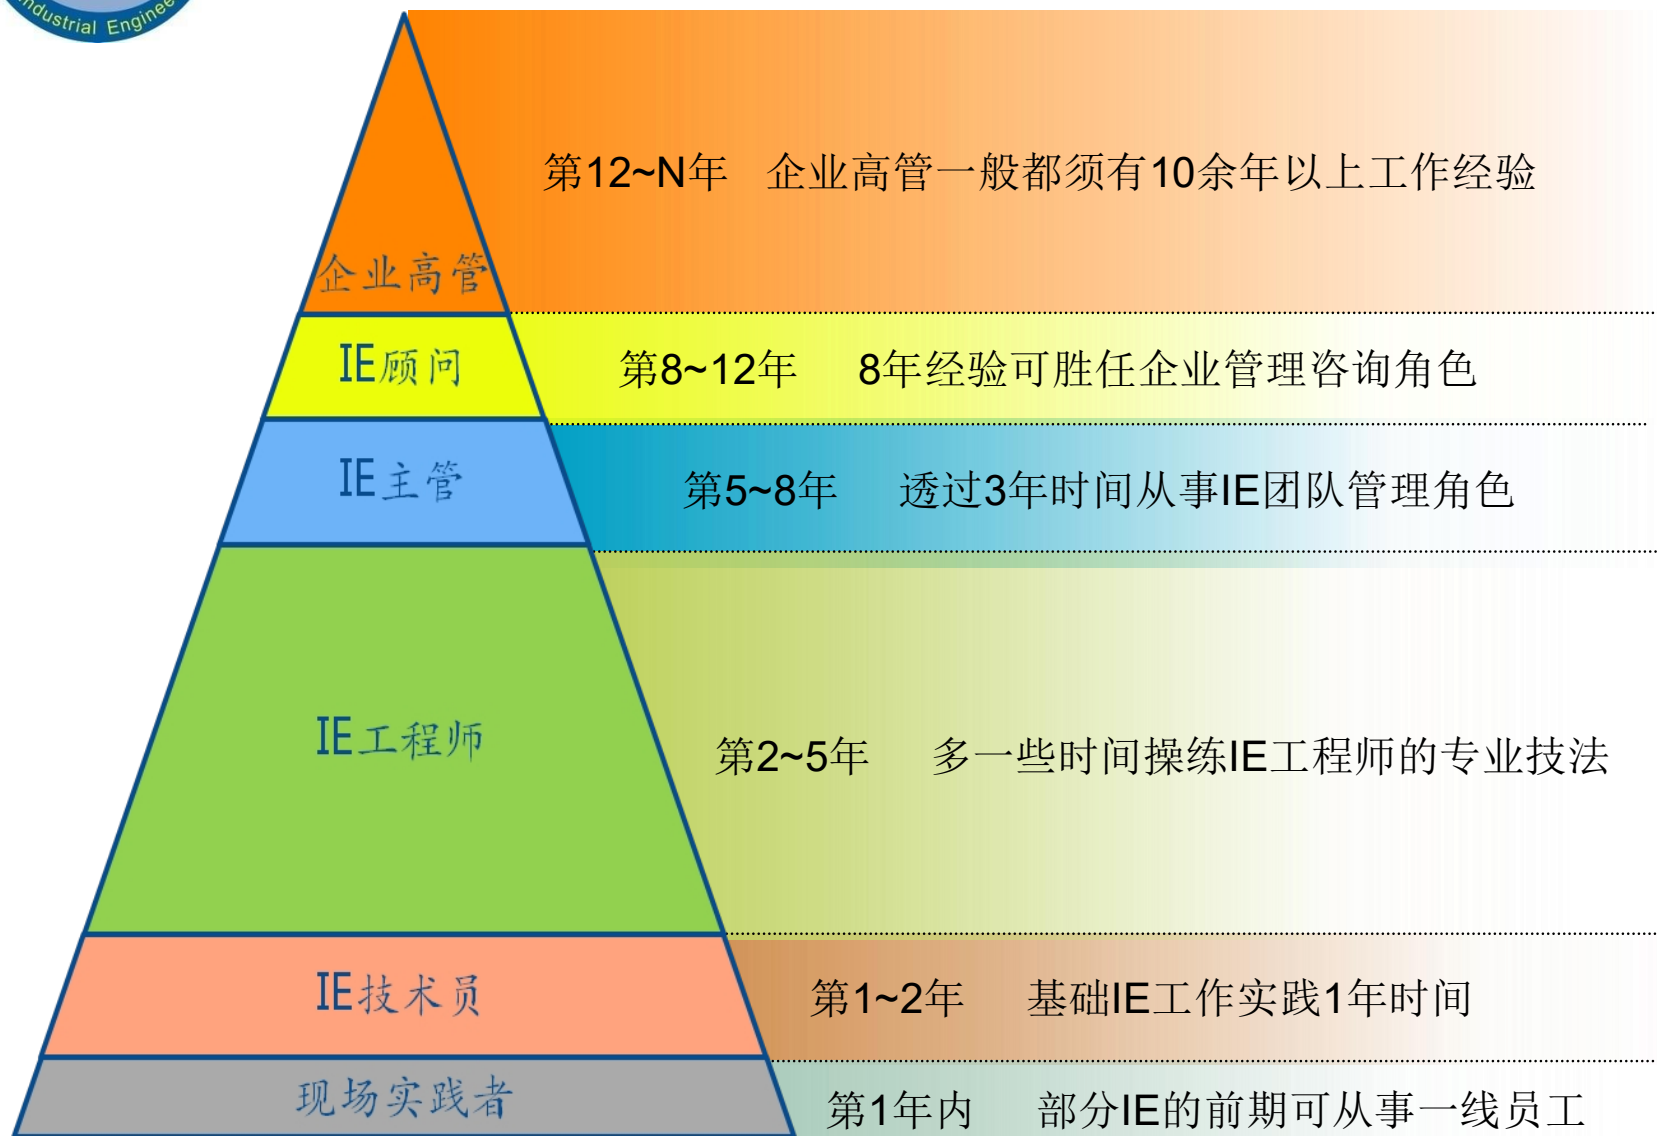 Industrial Engine
第12~N年 企业高管一般都须有10余年以上工作经验
企业高管
IE顾问 第8~12年 8年经验可胜任企业管理咨询角色
IE主管 第5~8年 透过3年时间从事IE团队管理角色
IE工程师 第2~5年 多一些时间操练IE工程师的专业技法
IE技术员 第1~2年 基础IE工作实践1年时间
现场实践者 第1年内 部分IE的前期可从事一线员工